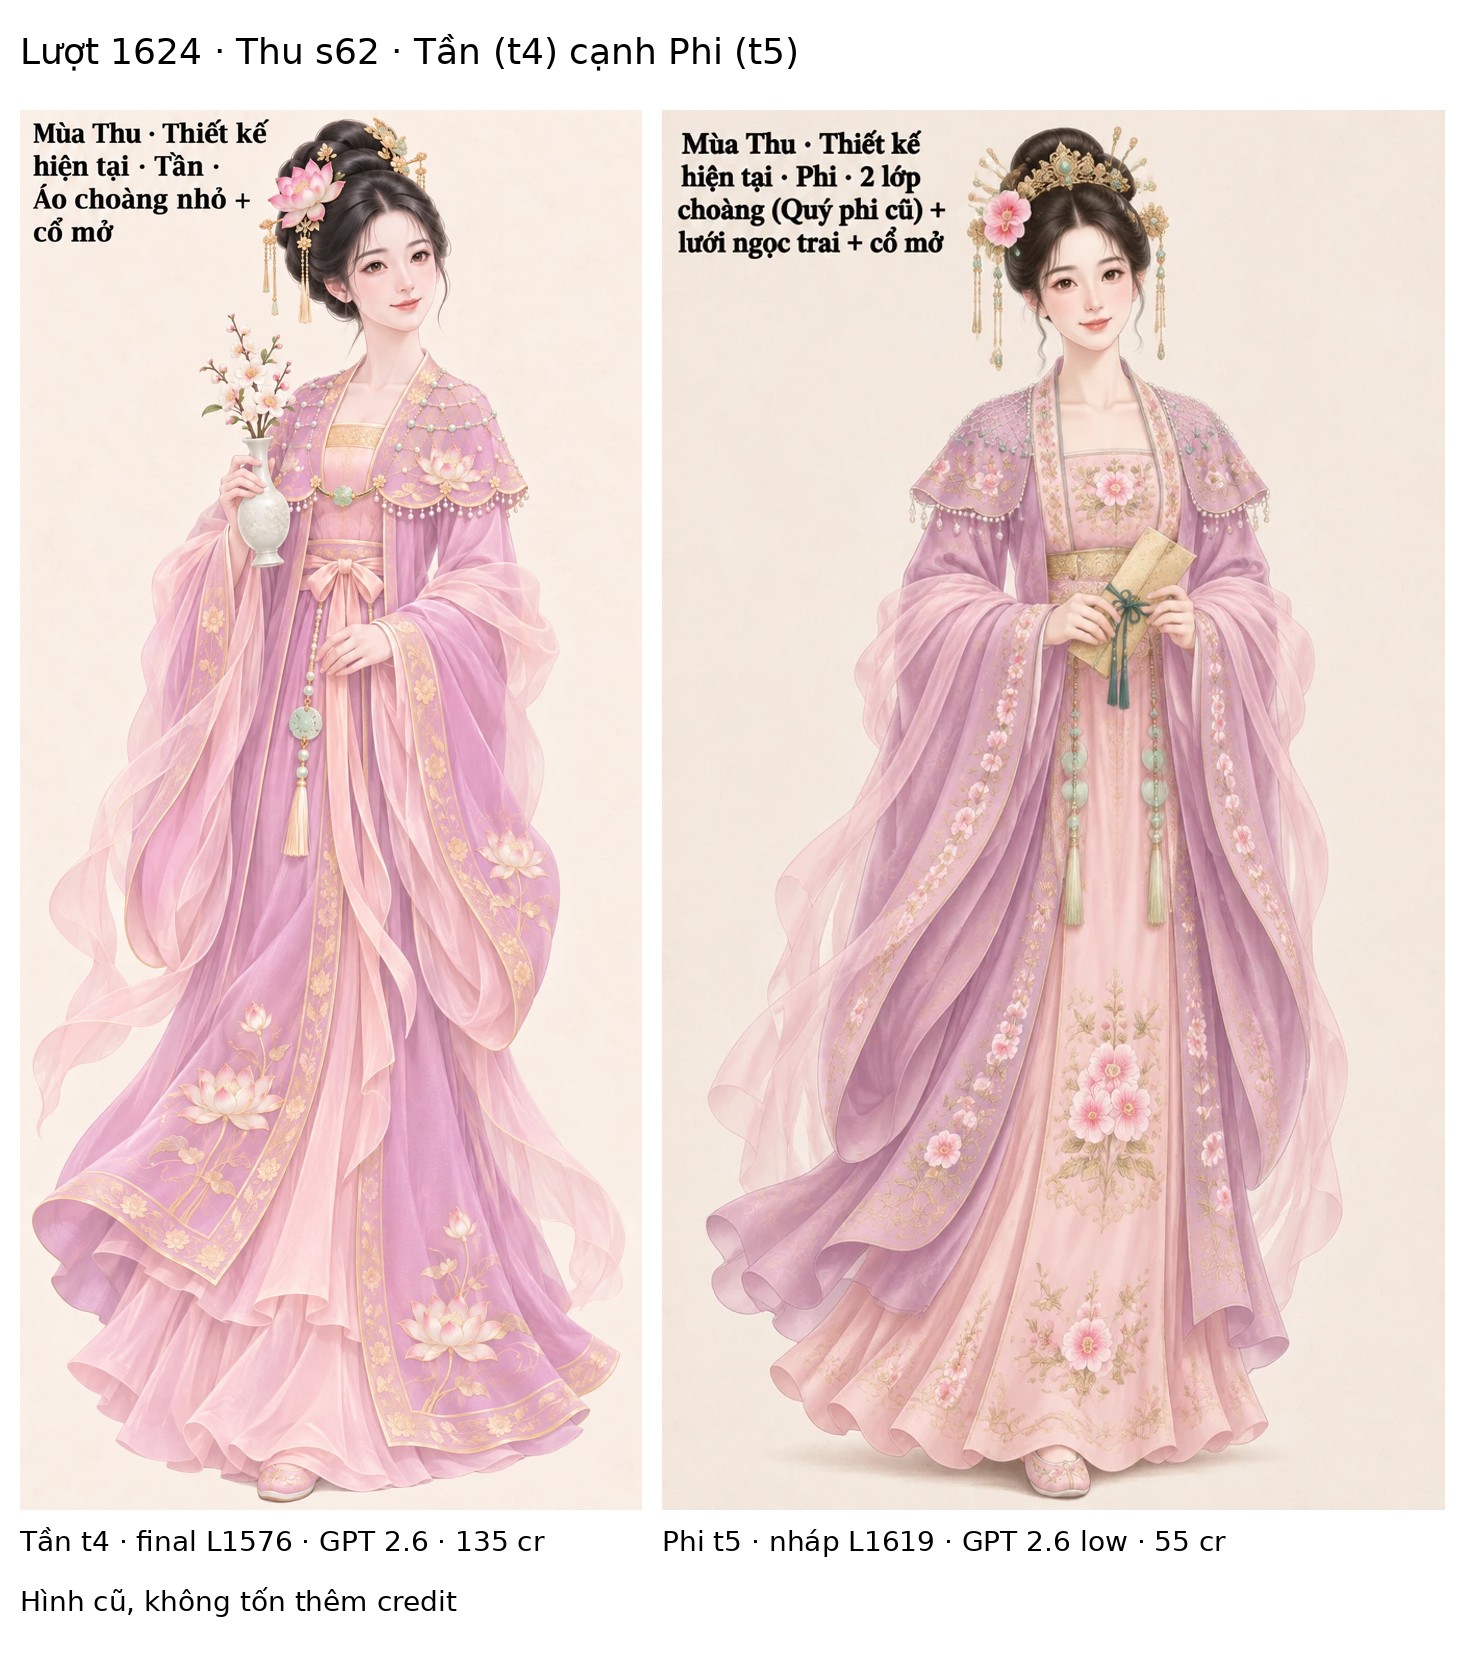 Lượt 1624 · Thu s62 · Tần (t4) cạnh Phi (t5)
Mùa Thu · Thiết kế
hiện tại · Tần ·
Áo choàng nhỏ +
cổ mở
Mùa Thu · Thiết kế
hiện tại · Phi · 2 lớp
choàng (Quý phi cũ) +
lưới ngọc trai + cổ mở
Tần t4 · final L1576 · GPT 2.6 · 135 cr
Phi t5 · nháp L1619 · GPT 2.6 low · 55 cr
Hình cũ, không tốn thêm credit